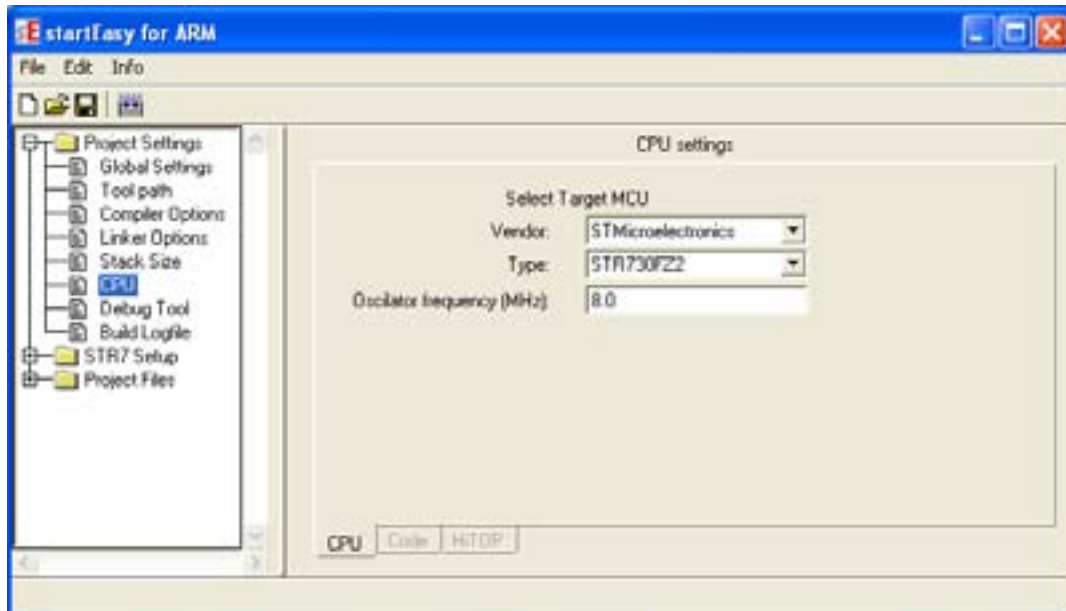 startEasy for ARM
File Edit Info
Project Settings
Global Settings
Tool path
Compiler Options
Linker Options
Stack Size
CPU
Debug Tool
Build Logfile
STR7 Setup
Project Files
CPU settings
Select Target MCU
Vendor: STMicroelectronics
Type: STR730FZ2
Oscilator frequency (MHz) 8.0
CPU Code HiTOP